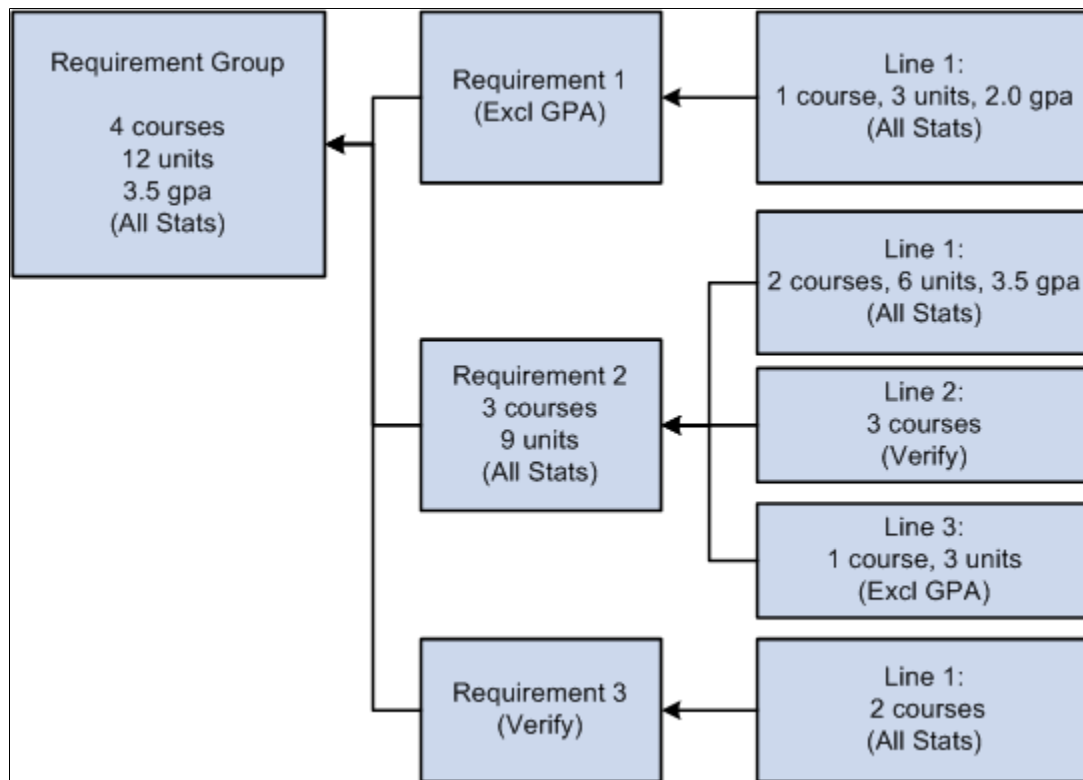 Requirement Group
4 courses
12 units
3.5 gpa
(All Stats)
Requirement 1
(Excl GPA)
Line 1:
1 course, 3 units, 2.0 gpa
(All Stats)
Requirement 2
3 courses
9 units
(All Stats)
Line 1:
2 courses, 6 units, 3.5 gpa
(All Stats)
Line 2:
3 courses
(Verify)
Line 3:
1 course, 3 units
(Excl GPA)
Requirement 3
(Verify)
Line 1:
2 courses
(All Stats)